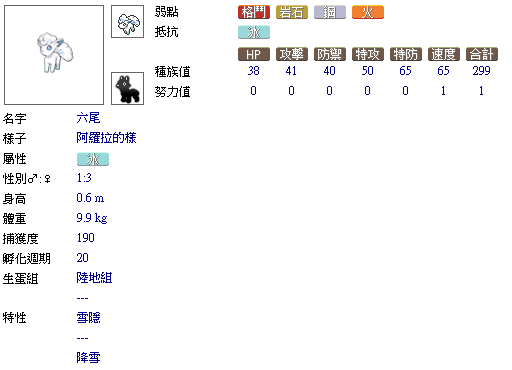 弱點 格鬥 岩石 鋼 火
抵抗 冰
HP 攻擊 防禦 特攻 特防 速度 合計
種族值 38 41 40 50 65 65 299
努力值 0 0 0 0 0 1 1
名字 六尾
樣子 阿羅拉的樣
屬性 冰
性別♂:♀ 1:3
身高 0.6 m
體重 9.9 kg
捕獲度 190
孵化週期 20
生蛋組 陸地組
---
特性 雪隱
---
降雪